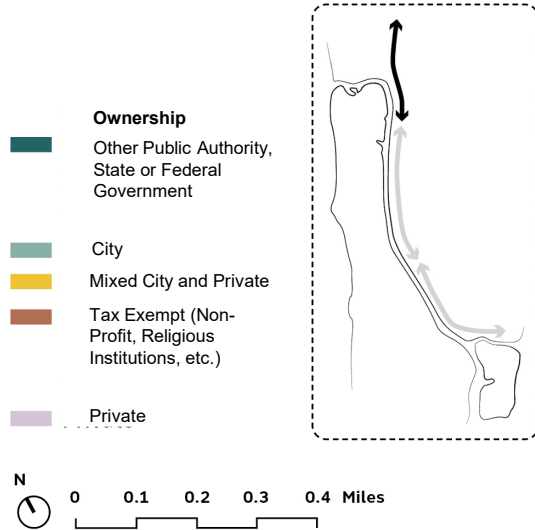 Ownership
Other Public Authority,
State or Federal
Government
City
Mixed City and Private
Tax Exempt (Non-
Profit, Religious
Institutions, etc.)
Private
N
0 0.1 0.2 0.3 0.4 Miles